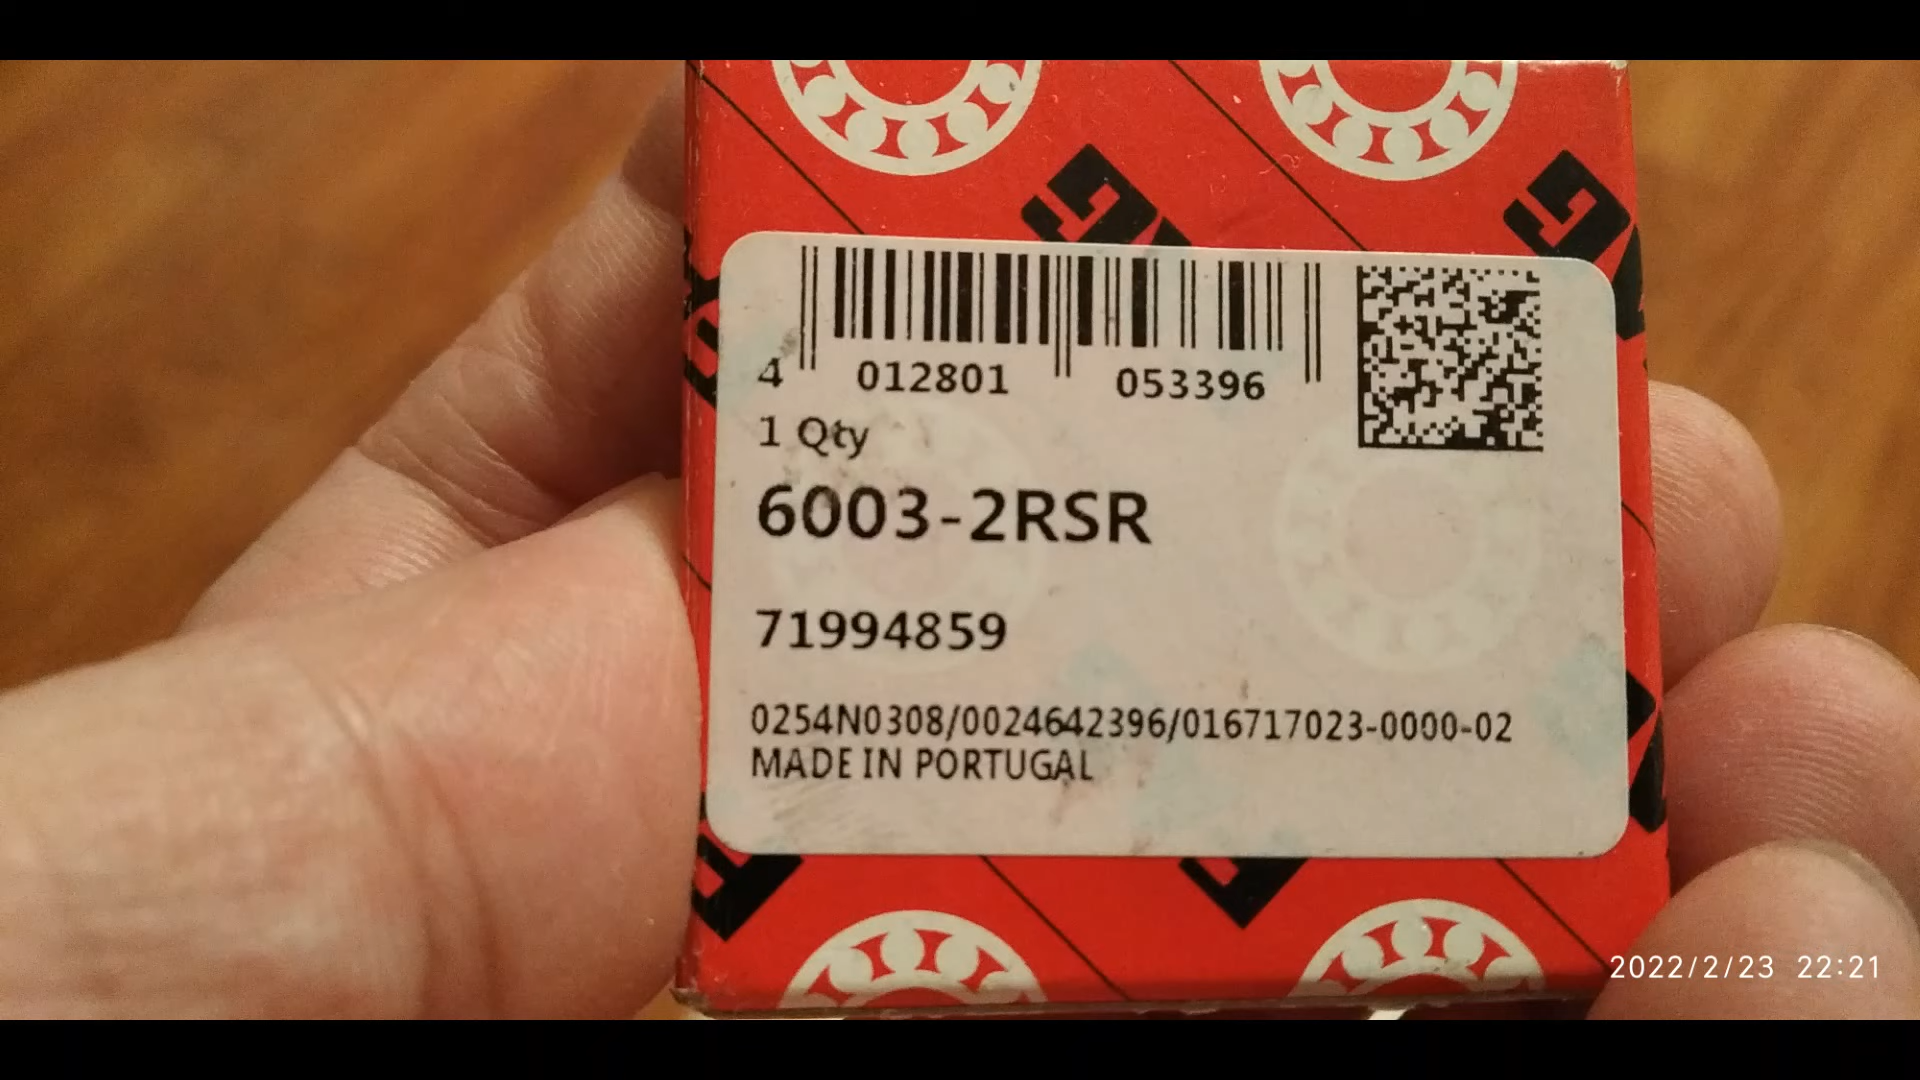 4 012801 053396
1 Qty
6003-2RSR
71994859
0254N0308/0024642396/016717023-0000-02
MADE IN PORTUGAL
2022/2/23 22:21